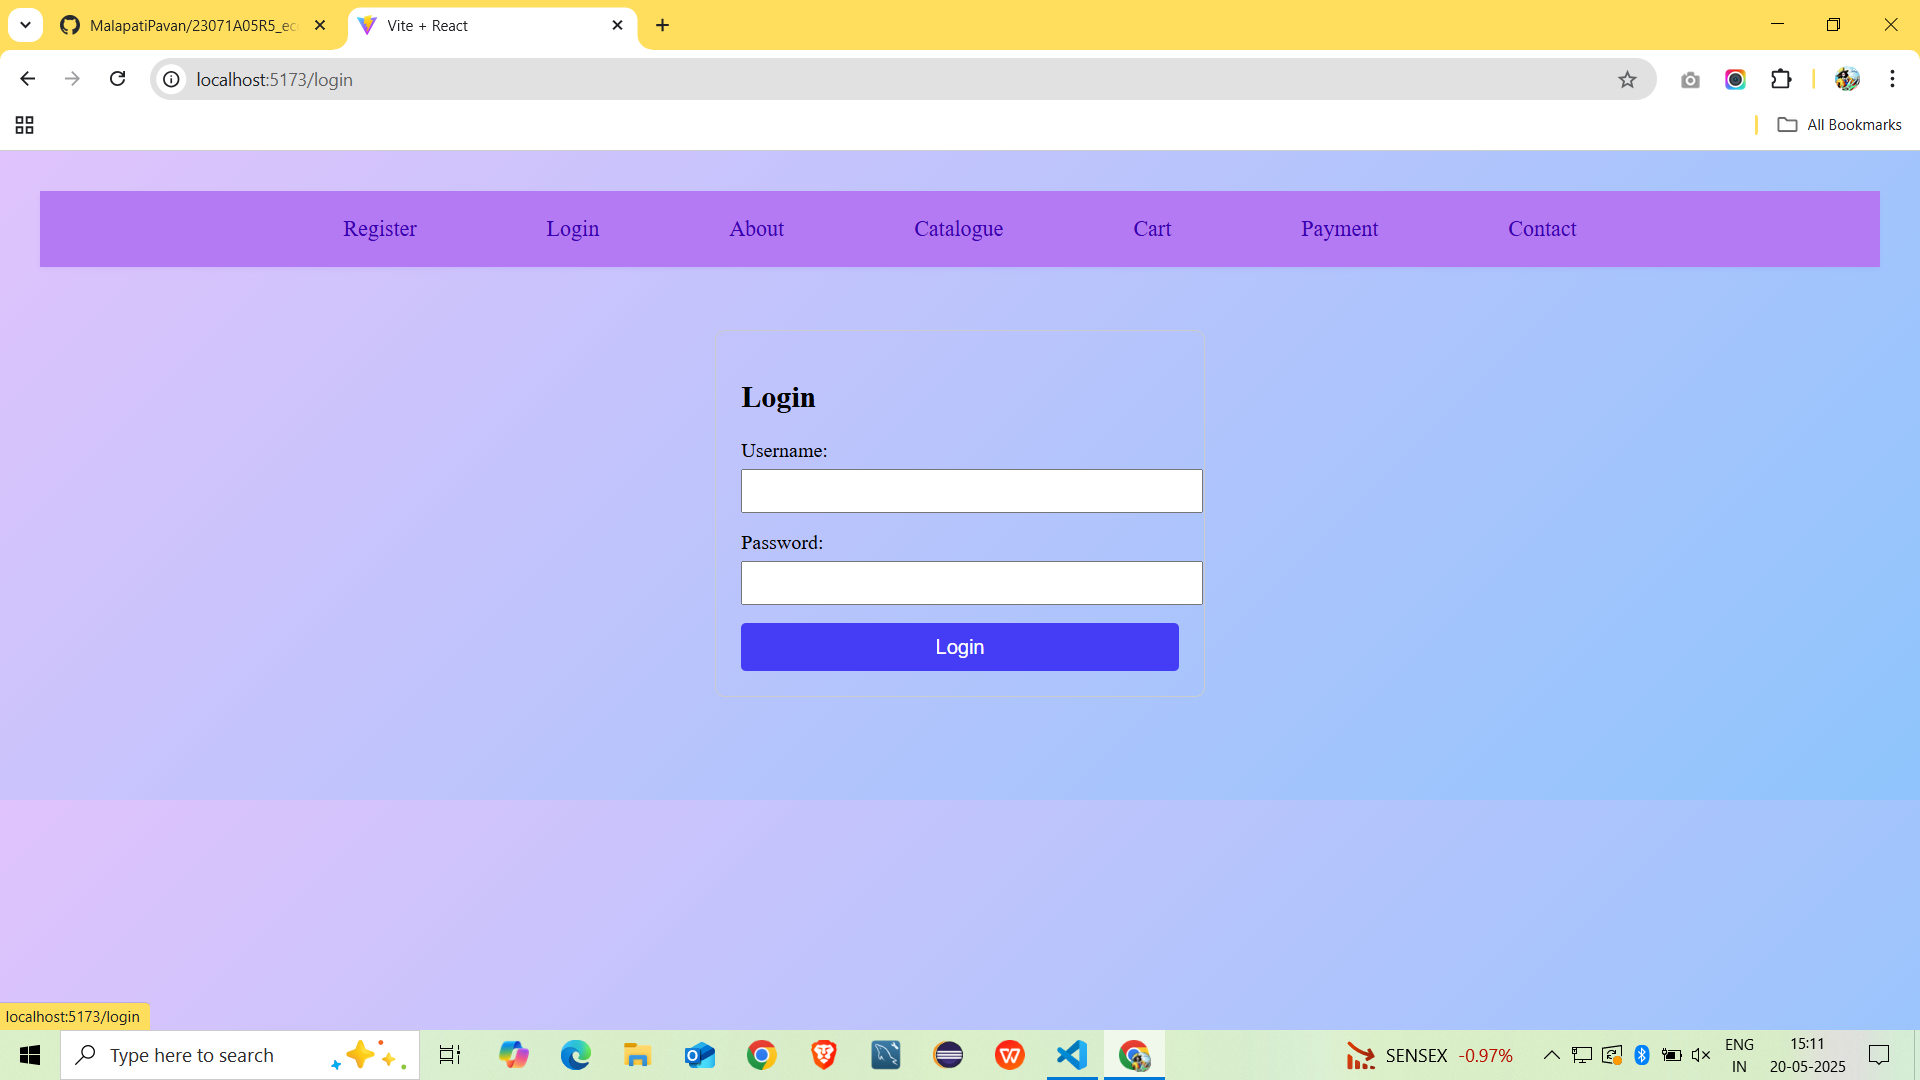 MalapatiPavan/23071A05R5_ec
Vite + React
localhost:5173/login
All Bookmarks
Register Login About Catalogue Cart Payment Contact
Login
Username:
Password:
Login
localhost:5173/login
Type here to search
SENSEX -0.97%
ENG
IN
15:11
20-05-2025